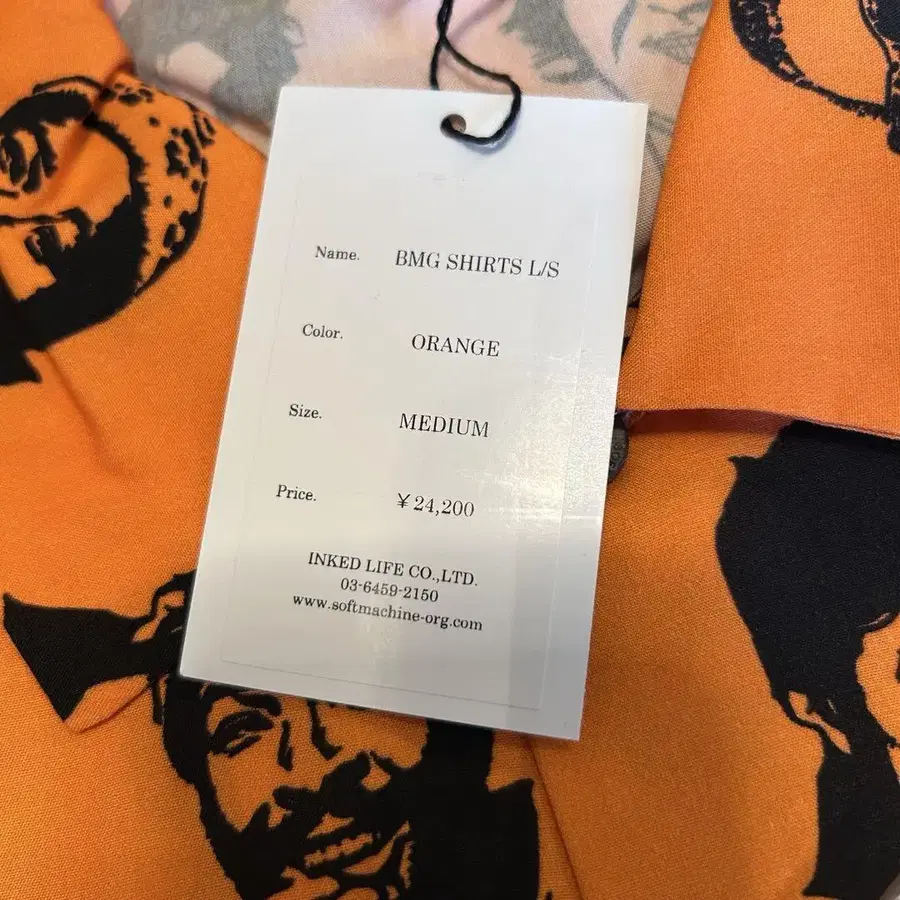 Name. BMG SHIRTS L/S
Color. ORANGE
Size. MEDIUM
Price. ¥24,200
INKED LIFE CO.,LTD.
03-6459-2150
www.softmachine-org.com